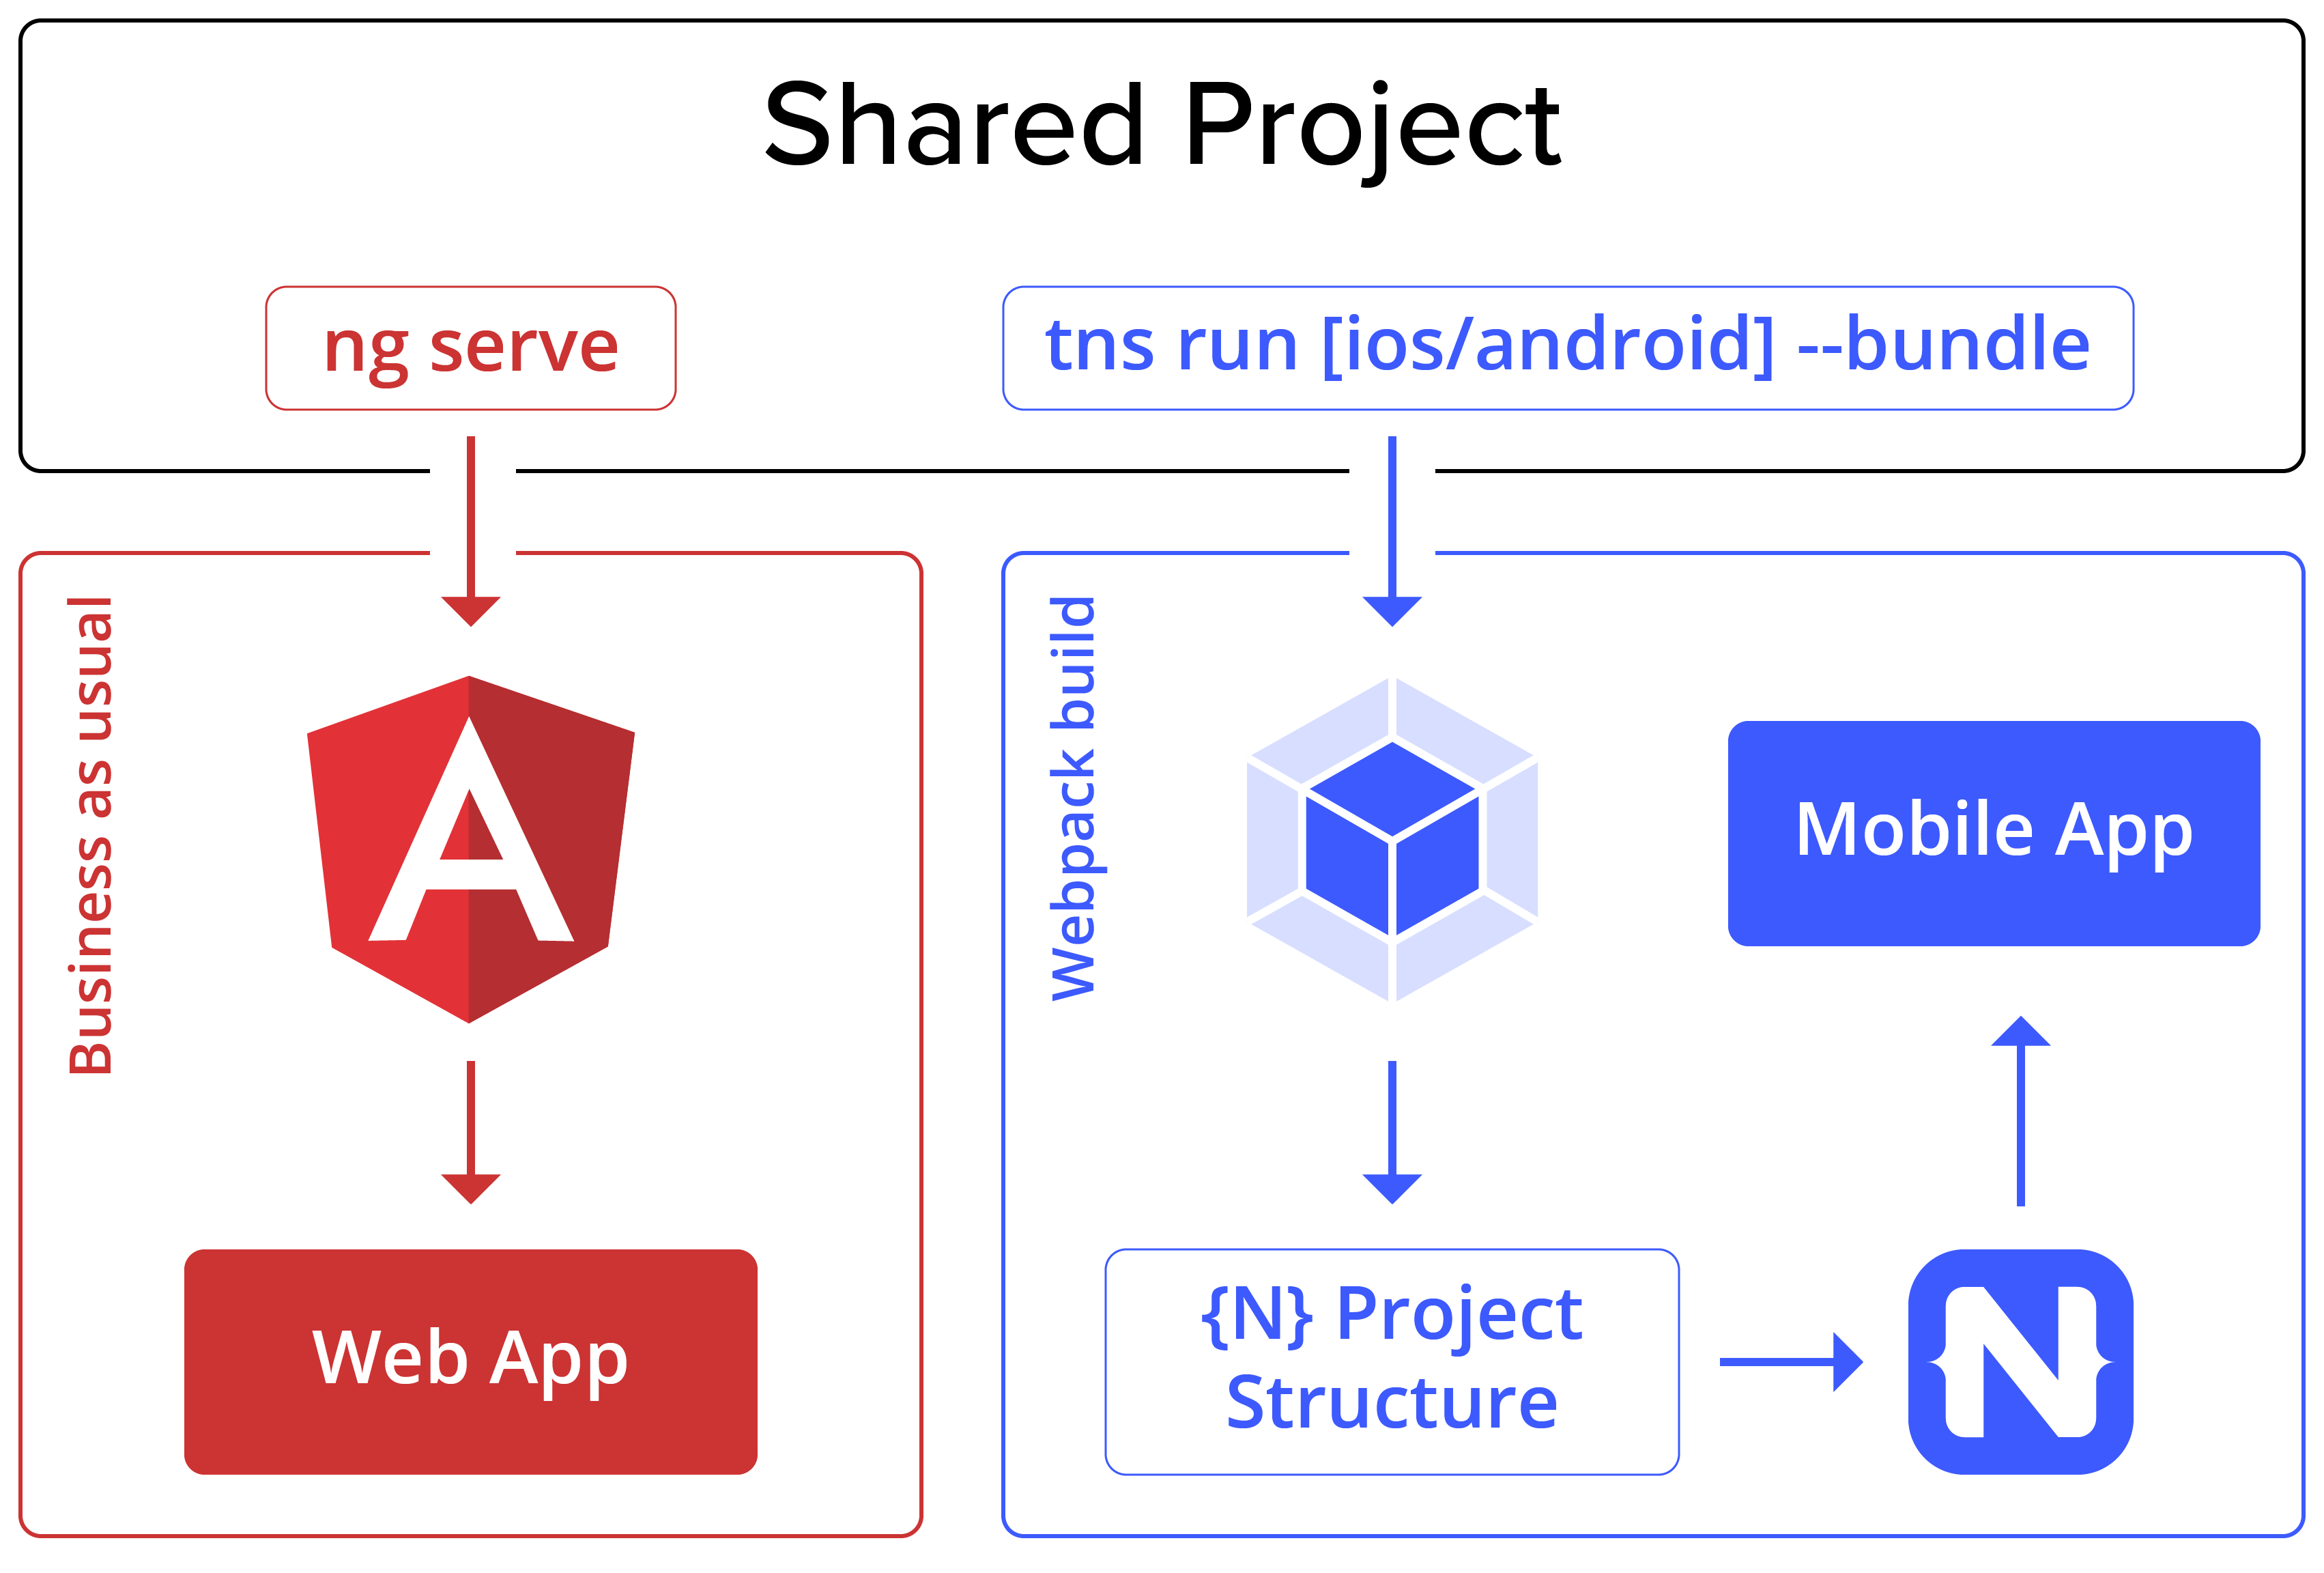 Shared Project
ng serve
tns run [ios/android] --bundle
Business as usual
Web App
Webpack build
Mobile App
{N} Project
Structure